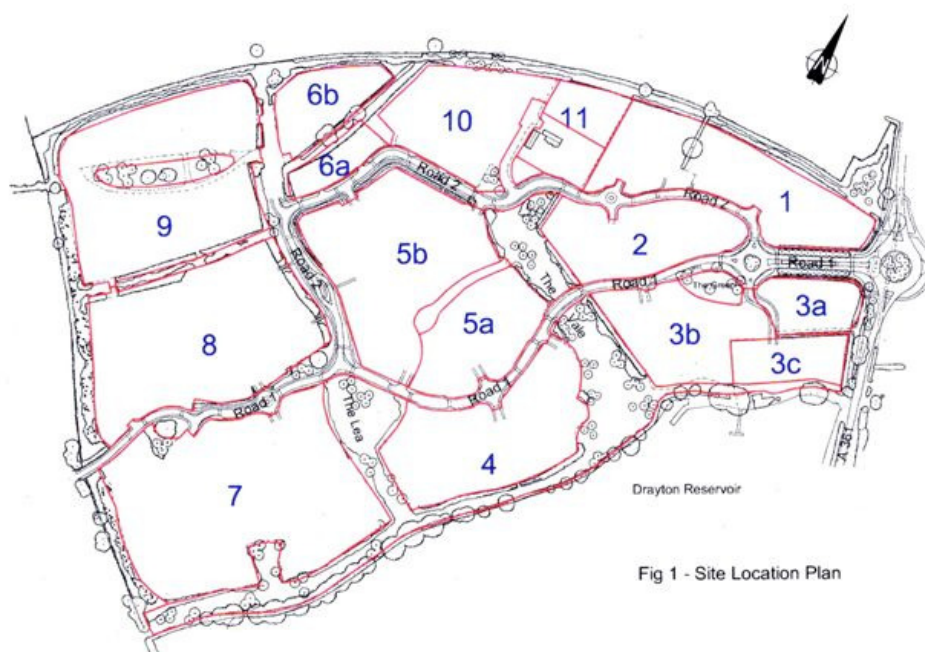 N
6b
10
11
6a
Road 2
1
9
Road 2
5b
2
Road 1
Road 2
The
Road 1
The Green
3a
5a
8
3b
Vale
3c
Road 1
Road 1
The Lea
A 361
4
7
Drayton Reservoir
Fig 1 - Site Location Plan